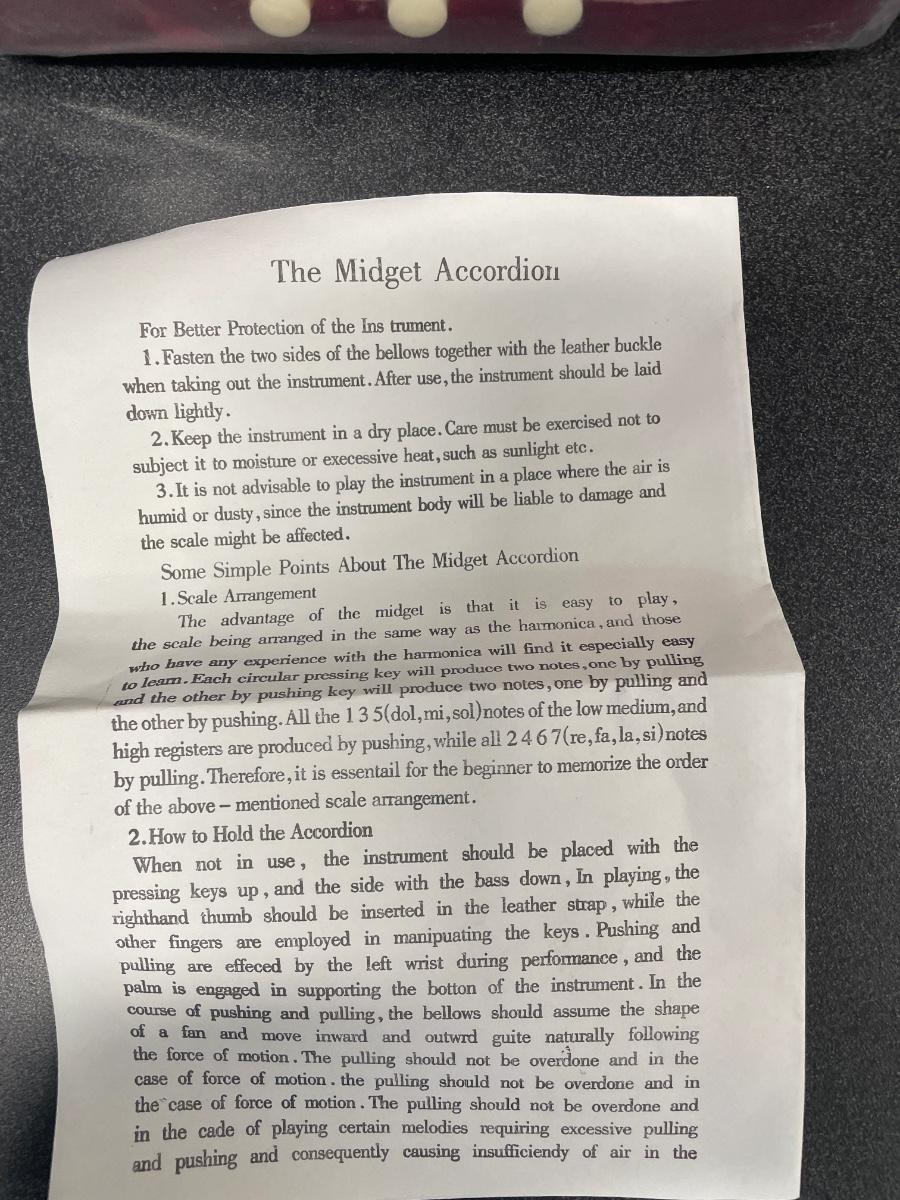 The Midget Accordion
For Better Protection of the Ins trument.
1.Fasten the two sides of the bellows together with the leather buckle
when taking out the instrument.After use,the instrument should be laid
down lightly.
2.Keep the instrument in a dry place.Care must be exercised not to
subject it to moisture or execessive heat,such as sunlight etc.
3.It is not advisable to play the instrument in a place where the air is
humid or dusty,since the instrument body will be liable to damage and
the scale might be affected.
Some Simple Points About The Midget Accordion
1.Scale Arrangement
The advantage of the midget is that it is easy to play,
the scale being arranged in the same way as the harmonica,and those
who have any experience with the harmonica will find it especially easy
to learn.Each circular pressing key will produce two notes,one by pulling
and the other by pushing key will produce two notes,one by pulling and
the other by pushing.All the 1 3 5(dol,mi,sol)notes of the low medium,and
high registers are produced by pushing,while all 2 4 6 7(re,fa,la,si)notes
by pulling.Therefore,it is essentail for the beginner to memorize the order
of the above-mentioned scale arrangement.
2.How to Hold the Accordion
When not in use, the instrument should be placed with the
pressing keys up,and the side with the bass down,In playing,the
righthand thumb should be inserted in the leather strap,while the
other fingers are employed in manipuating the keys. Pushing and
pulling are effeced by the left wrist during performance,and the
palm is engaged in supporting the botton of the instrument. In the
course of pushing and pulling,the bellows should assume the shape
of a fan and move inward and outwrd guite naturally following
the force of motion.The pulling should not be overdone and in the
case of force of motion. the pulling should not be overdone and in
the case of force of motion.The pulling should not be overdone and
in the cade of playing certain melodies requiring excessive pulling
and pushing and consequently causing insufficiendy of air in the